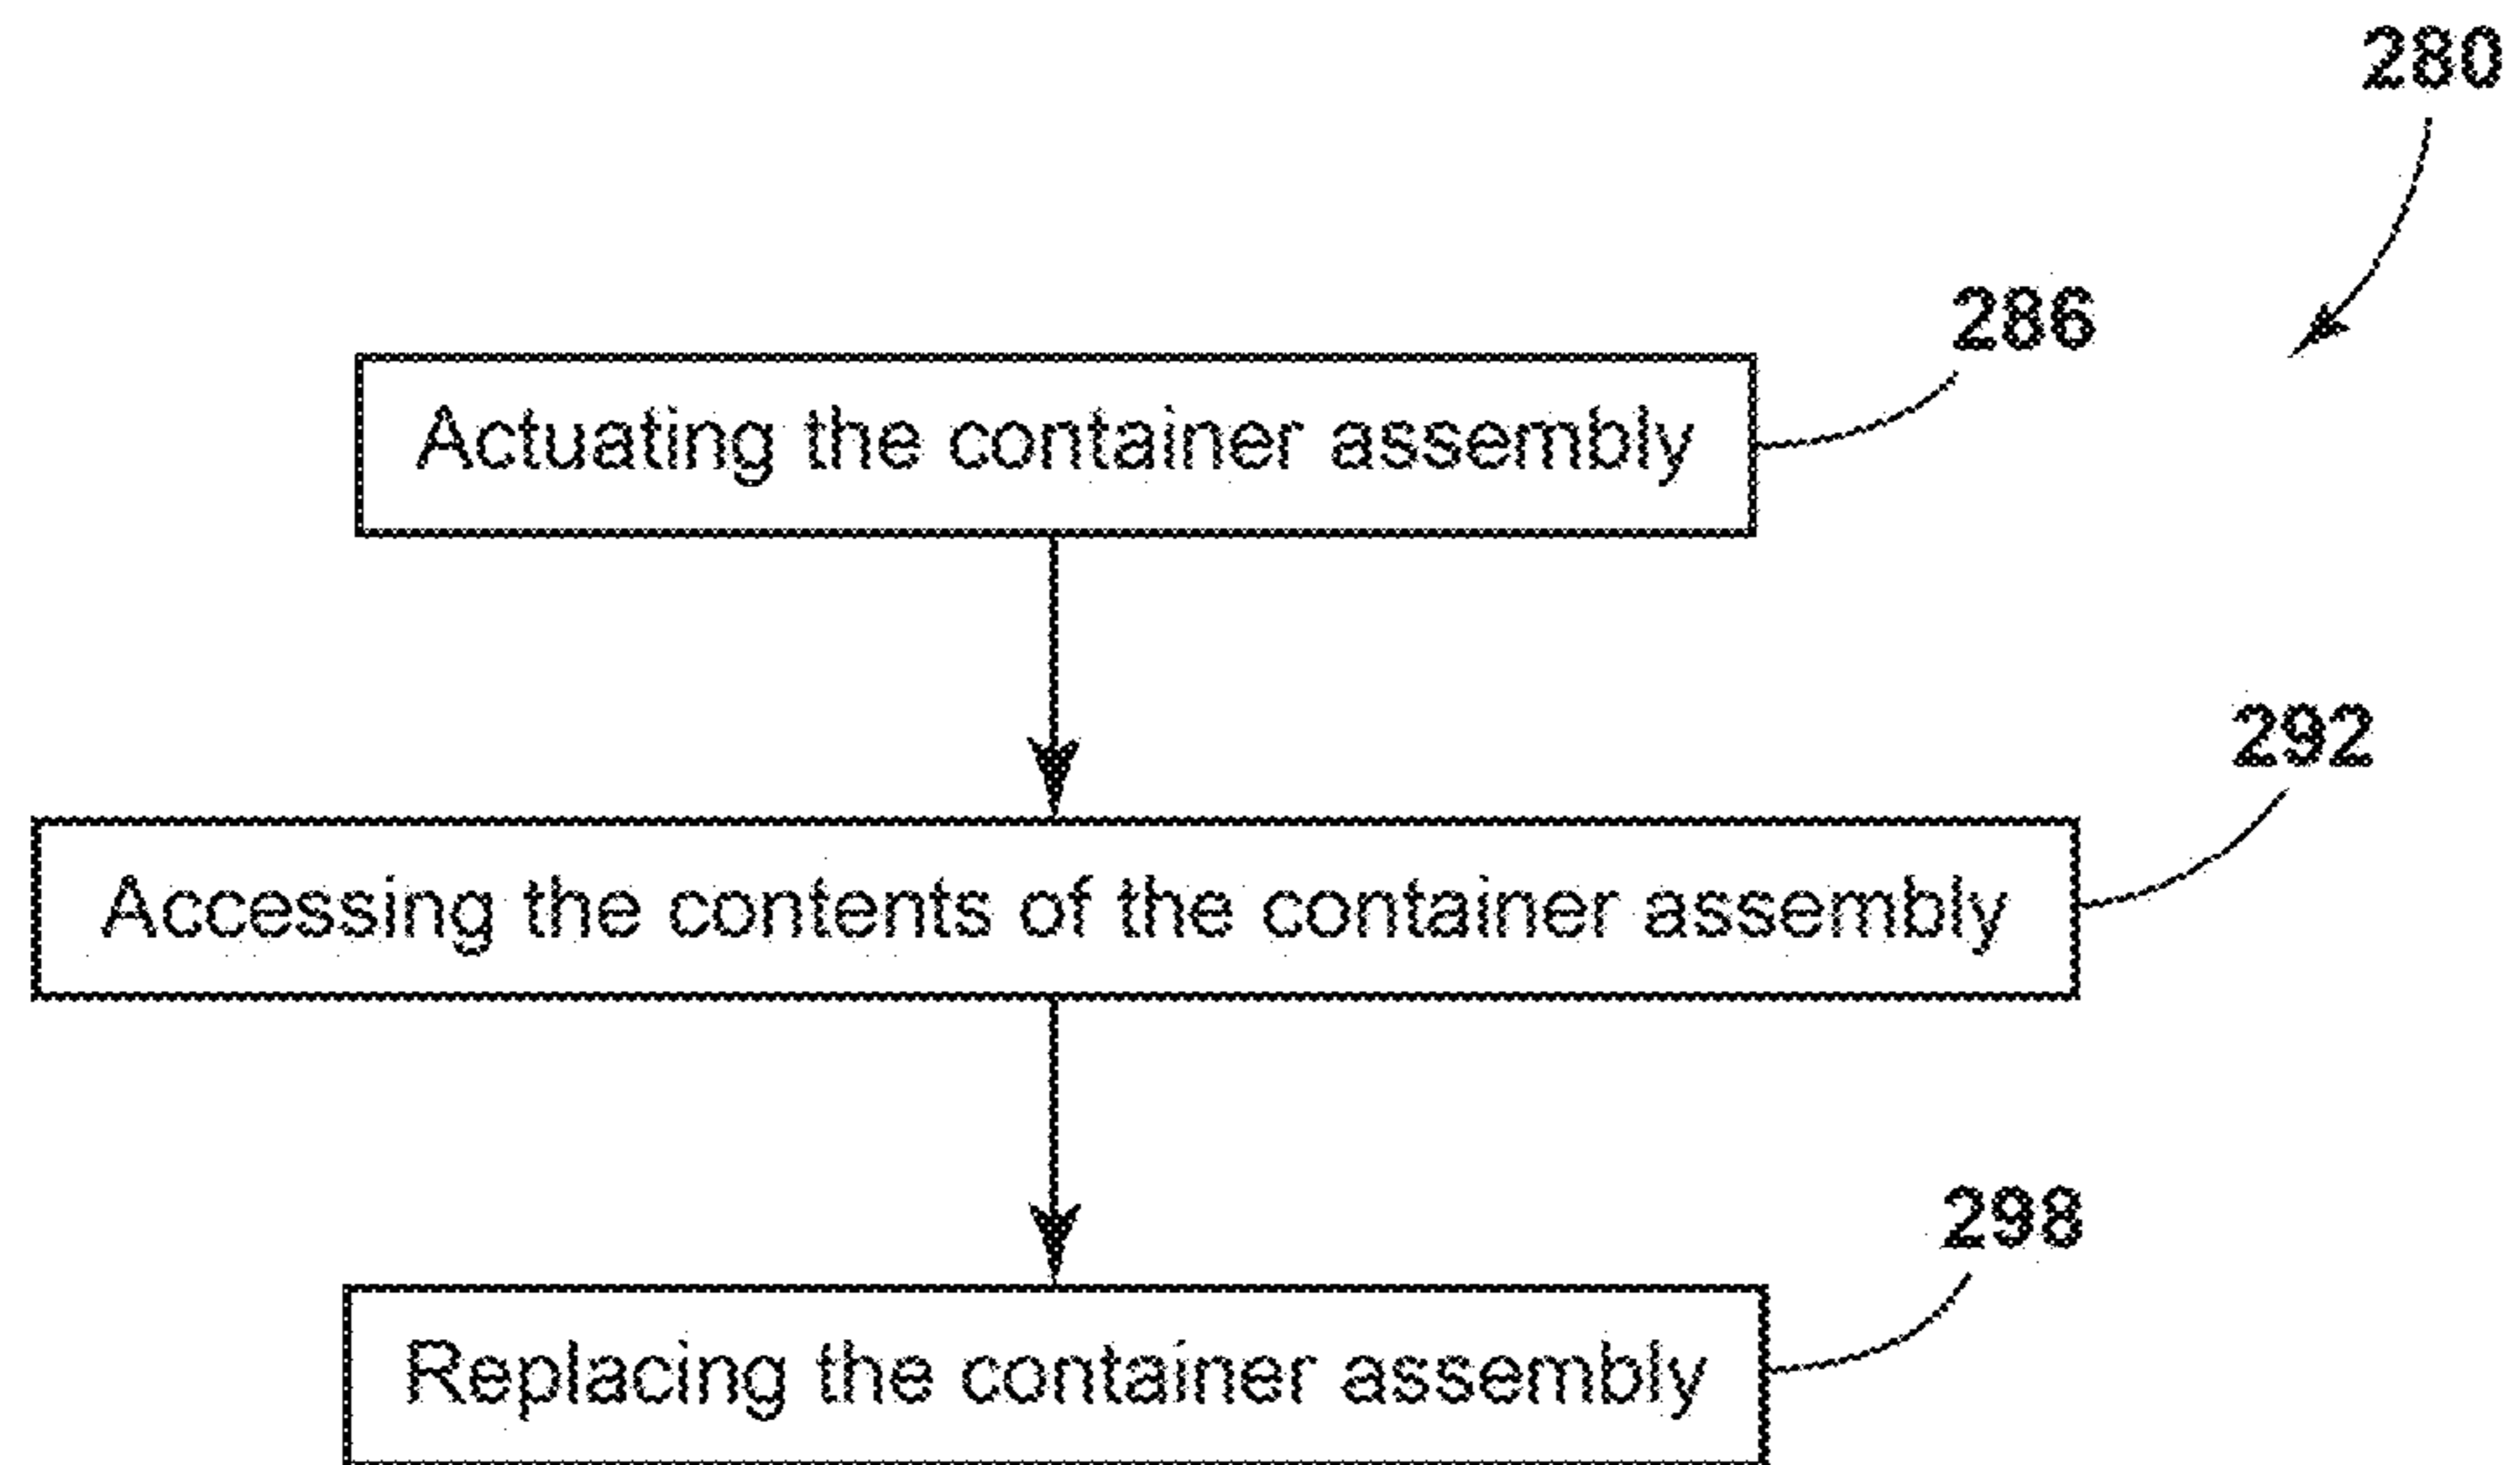 280
286
Actuating the container assembly
292
Accessing the contents of the container assembly
298
Replacing the container assembly